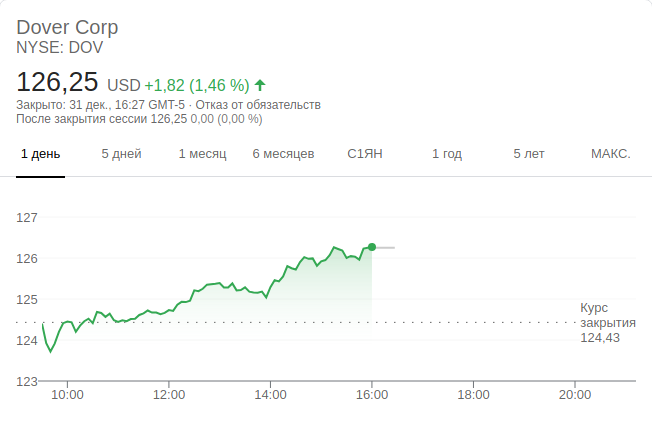 Dover Corp
NYSE: DOV
126,25 USD +1,82 (1,46 %)
Закрыто: 31 дек., 16:27 GMT-5 · Отказ от обязательств
После закрытия сессии 126,25 0,00 (0,00 %)
1 день 5 дней 1 месяц 6 месяцев С1ЯН 1 год 5 лет МАКС.
127
126
125
Курс
закрытия
124,43
124
123
10:00 12:00 14:00 16:00 18:00 20:00